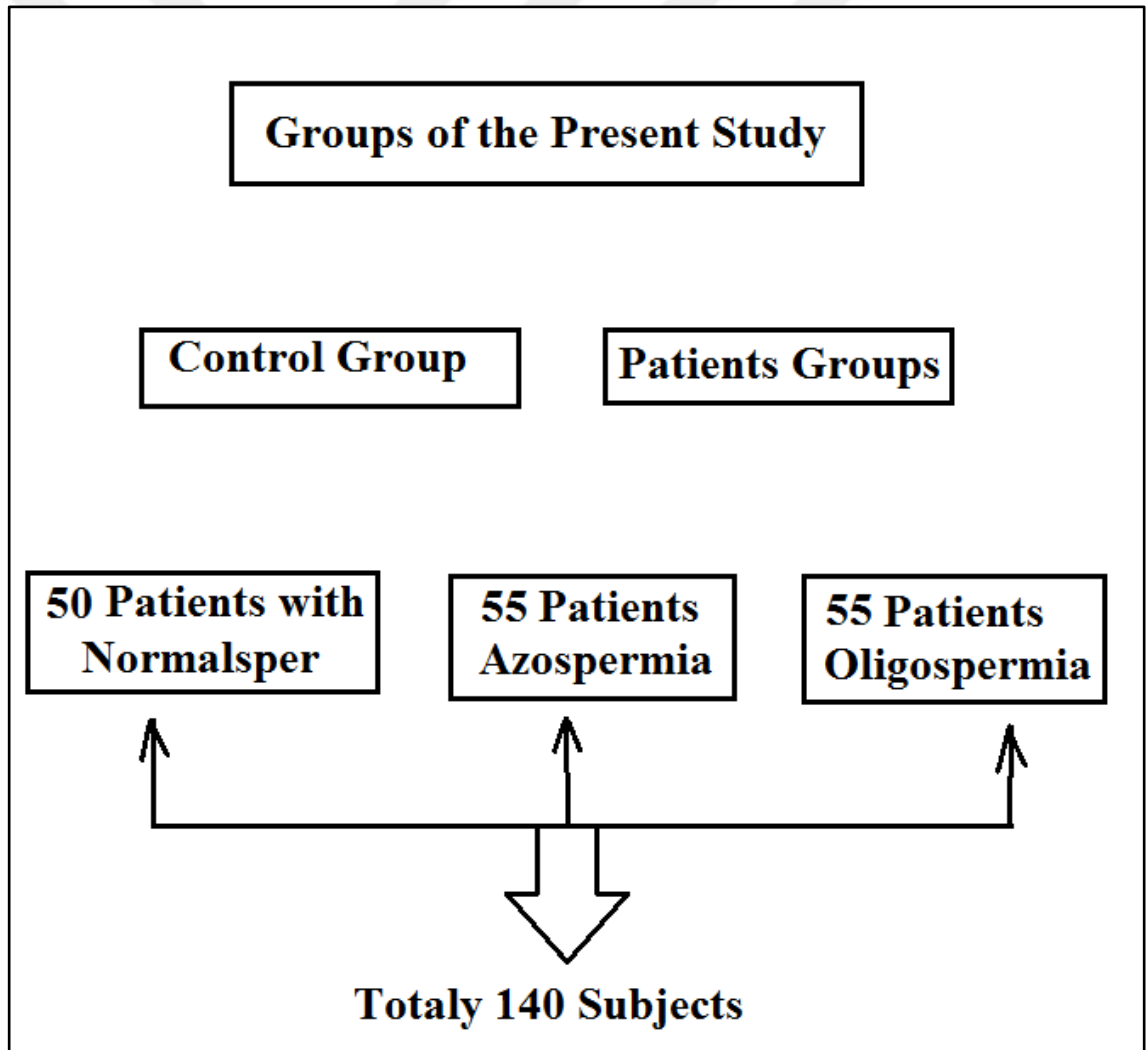 Groups of the Present Study
Control Group
Patients Groups
50 Patients with
Normalsper
55 Patients
Azospermia
55 Patients
Oligospermia
Totaly 140 Subjects